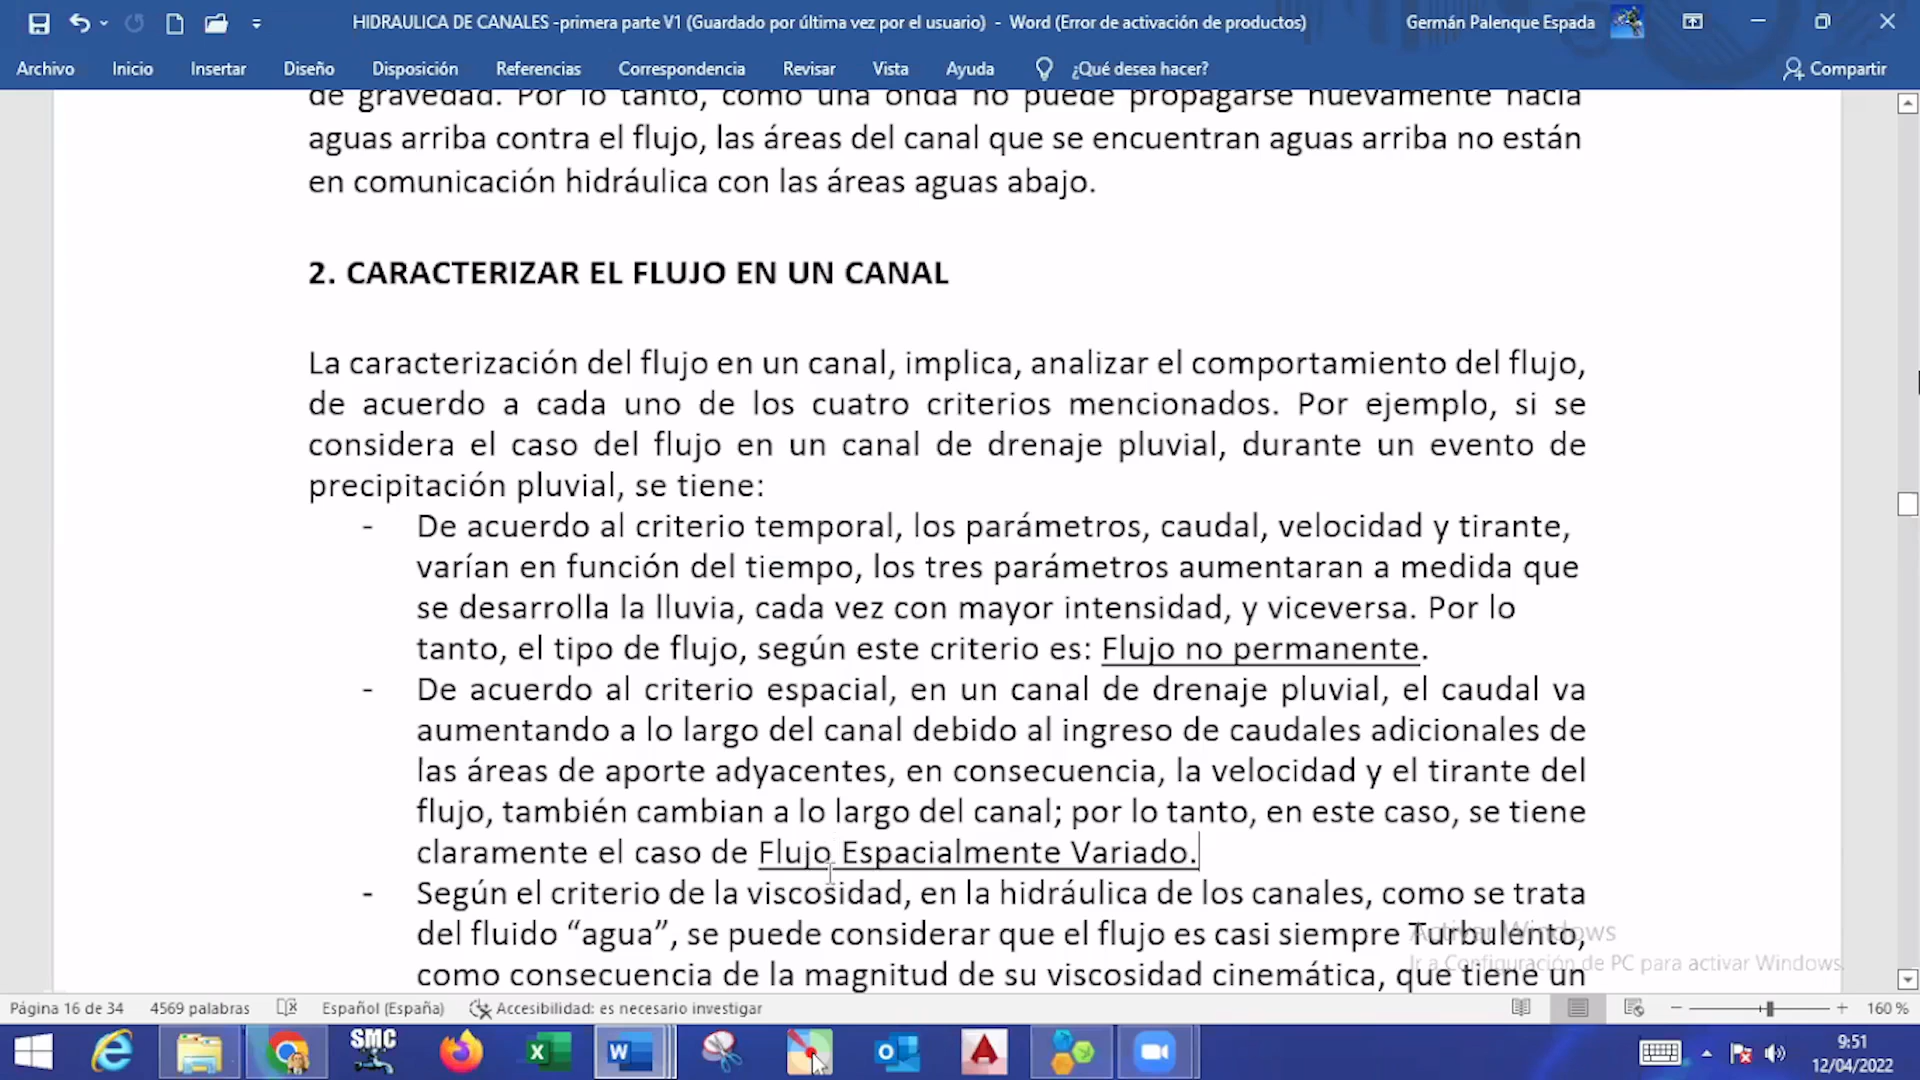 HIDRAULICA DE CANALES -primera parte V1 (Guardado por última vez por el usuario) - Word (Error de activación de productos)
Germán Palenque Espada
Archivo Inicio Insertar Diseño Disposición Referencias Correspondencia Revisar Vista Ayuda ¿Qué desea hacer? Compartir
de gravedad. Por lo tanto, como una onda no puede propagarse nuevamente hacia
aguas arriba contra el flujo, las áreas del canal que se encuentran aguas arriba no están
en comunicación hidráulica con las áreas aguas abajo.
2. CARACTERIZAR EL FLUJO EN UN CANAL
La caracterización del flujo en un canal, implica, analizar el comportamiento del flujo,
de acuerdo a cada uno de los cuatro criterios mencionados. Por ejemplo, si se
considera el caso del flujo en un canal de drenaje pluvial, durante un evento de
precipitación pluvial, se tiene:
- De acuerdo al criterio temporal, los parámetros, caudal, velocidad y tirante,
varían en función del tiempo, los tres parámetros aumentaran a medida que
se desarrolla la lluvia, cada vez con mayor intensidad, y viceversa. Por lo
tanto, el tipo de flujo, según este criterio es: Flujo no permanente.
- De acuerdo al criterio espacial, en un canal de drenaje pluvial, el caudal va
aumentando a lo largo del canal debido al ingreso de caudales adicionales de
las áreas de aporte adyacentes, en consecuencia, la velocidad y el tirante del
flujo, también cambian a lo largo del canal; por lo tanto, en este caso, se tiene
claramente el caso de Flujo Espacialmente Variado.
- Según el criterio de la viscosidad, en la hidráulica de los canales, como se trata
del fluido “agua”, se puede considerar que el flujo es casi siempre Turbulento,
como consecuencia de la magnitud de su viscosidad cinemática, que tiene un
Activar Windows
Ir a Configuración de PC para activar Windows.
Página 16 de 34 4569 palabras Español (España) Accesibilidad: es necesario investigar 160 %
SMC
9:51
12/04/2022